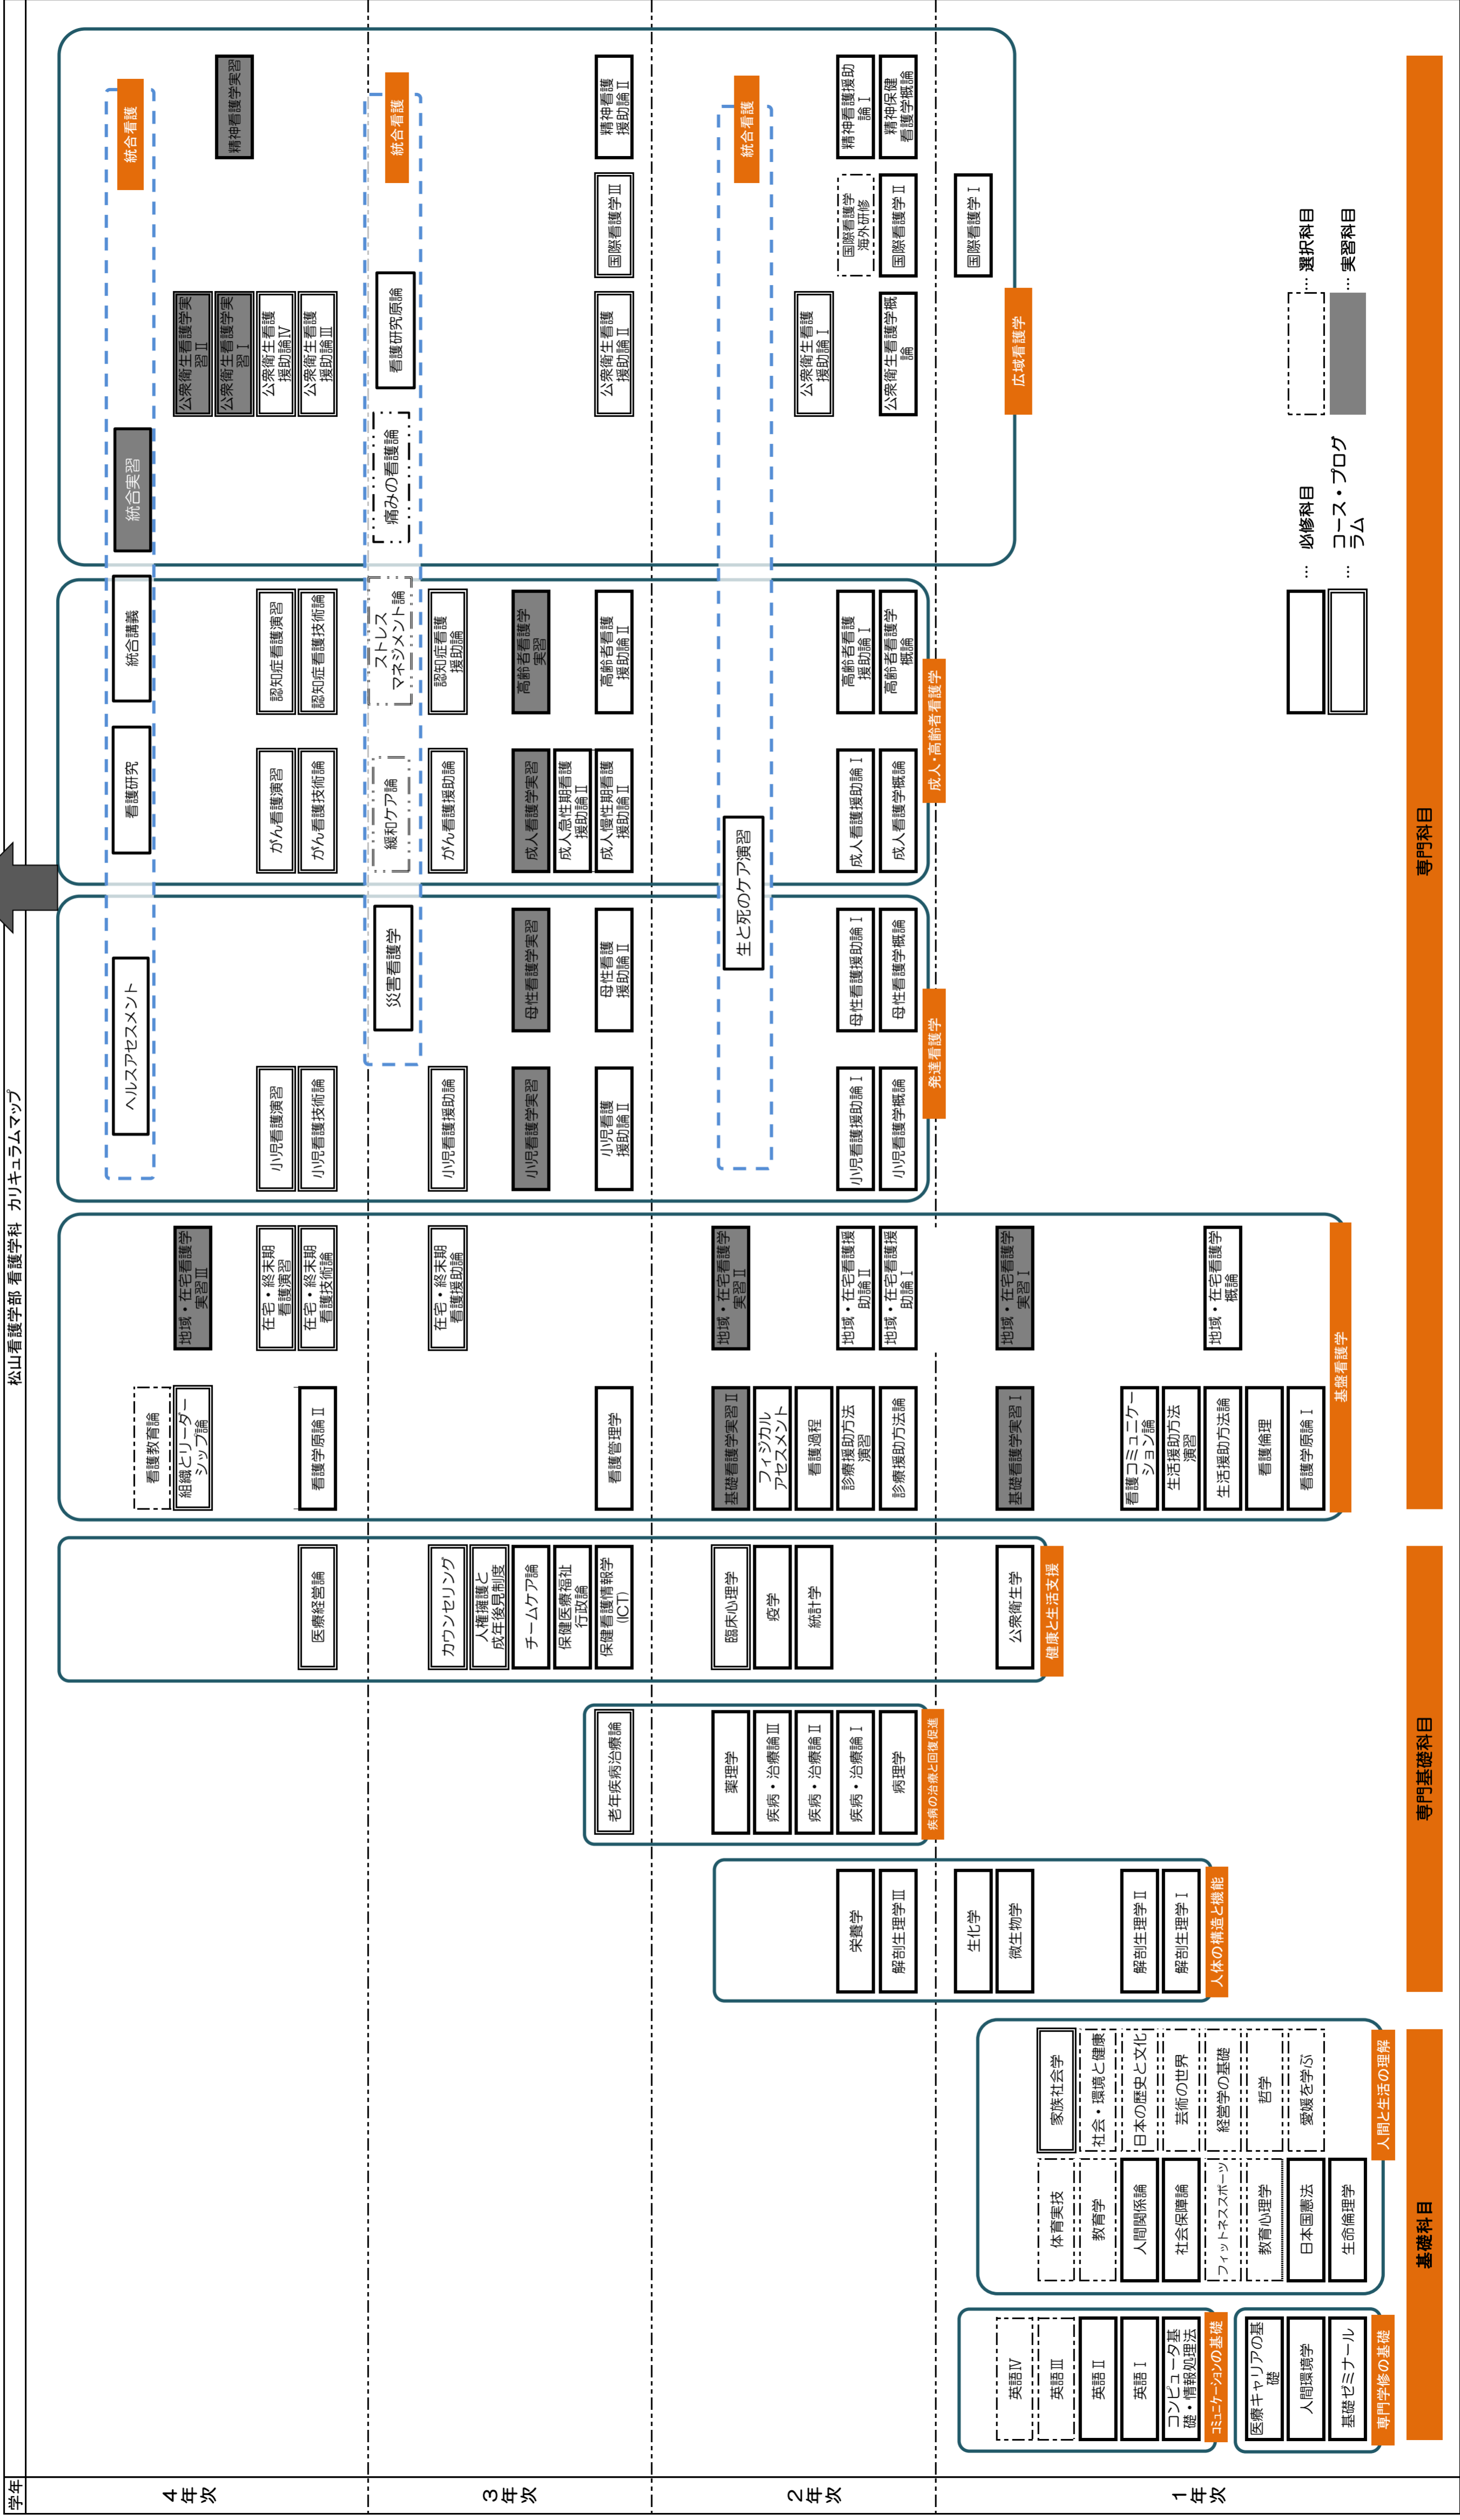 松山看護学部 看護学科　カリキュラムマップ
学年
4
年
次
3
年
次
2
年
次
1
年
次
英語Ⅳ
英語Ⅲ
英語Ⅱ
英語Ⅰ
コンピュータ基
礎・情報処理法
コミュニケーションの基礎
医療キャリアの基
礎
人間環境学
基礎ゼミナール
専門学修の基礎
体育実技
教育学
人間関係論
社会保障論
フィットネススポーツ
教育心理学
日本国憲法
生命倫理学
家族社会学
社会・環境と健康
日本の歴史と文化
芸術の世界
経営学の基礎
哲学
愛媛を学ぶ
人間と生活の理解
基礎科目
栄養学
解剖生理学Ⅲ
生化学
微生物学
解剖生理学Ⅱ
解剖生理学Ⅰ
人体の構造と機能
老年疾病治療論
薬理学
疾病・治療論Ⅲ
疾病・治療論Ⅱ
疾病・治療論Ⅰ
病理学
疾病の治療と回復促進
医療経営論
カウンセリング
人権擁護と
成年後見制度
チームケア論
保健医療福祉
行政論
保健看護情報学
(ICT)
臨床心理学
疫学
統計学
公衆衛生学
健康と生活支援
専門基礎科目
看護教育論
組織とリーダー
シップ論
看護学原論Ⅱ
看護管理学
基礎看護学実習Ⅱ
フィジカル
アセスメント
看護過程
診療援助方法
演習
診療援助方法論
基礎看護学実習Ⅰ
看護コミュニケー
ション論
生活援助方法
演習
生活援助方法論
看護倫理
看護学原論Ⅰ
地域・在宅看護学
実習Ⅲ
在宅・終末期
看護演習
在宅・終末期
看護技術論
在宅・終末期
看護援助論
地域・在宅看護学
実習Ⅱ
地域・在宅看護援
助論Ⅱ
地域・在宅看護援
助論Ⅰ
地域・在宅看護学
実習Ⅰ
地域・在宅看護学
概論
基盤看護学
ヘルスアセスメント
看護研究
統合講義
統合実習
統合看護
小児看護演習
小児看護技術論
小児看護援助論
小児看護学実習
小児看護
援助論Ⅱ
小児看護援助論Ⅰ
小児看護学概論
災害看護学
母性看護学実習
母性看護
援助論Ⅱ
母性看護援助論Ⅰ
母性看護学概論
発達看護学
がん看護演習
がん看護技術論
緩和ケア論
がん看護援助論
成人看護学実習
成人急性期看護
援助論Ⅱ
成人慢性期看護
援助論Ⅱ
生と死のケア演習
成人看護援助論Ⅰ
成人看護学概論
認知症看護演習
認知症看護技術論
ストレス
マネジメント論
認知症看護
援助論
高齢者看護学
実習
高齢者看護
援助論Ⅱ
高齢者看護
援助論Ⅰ
高齢者看護学
概論
成人・高齢者看護学
痛みの看護論
看護研究原論
統合看護
統合看護
公衆衛生看護学実
習Ⅱ
公衆衛生看護学実
習Ⅰ
公衆衛生看護
援助論Ⅳ
公衆衛生看護
援助論Ⅲ
公衆衛生看護
援助論Ⅱ
公衆衛生看護
援助論Ⅰ
公衆衛生看護学概
論
国際看護学Ⅲ
国際看護学
海外研修
国際看護学Ⅱ
国際看護学Ⅰ
精神看護学実習
精神看護
援助論Ⅱ
精神看護援助
論Ⅰ
精神保健
看護学概論
広域看護学
… 必修科目
… 選択科目
… コース・プログ
ラム
… 実習科目
専門科目